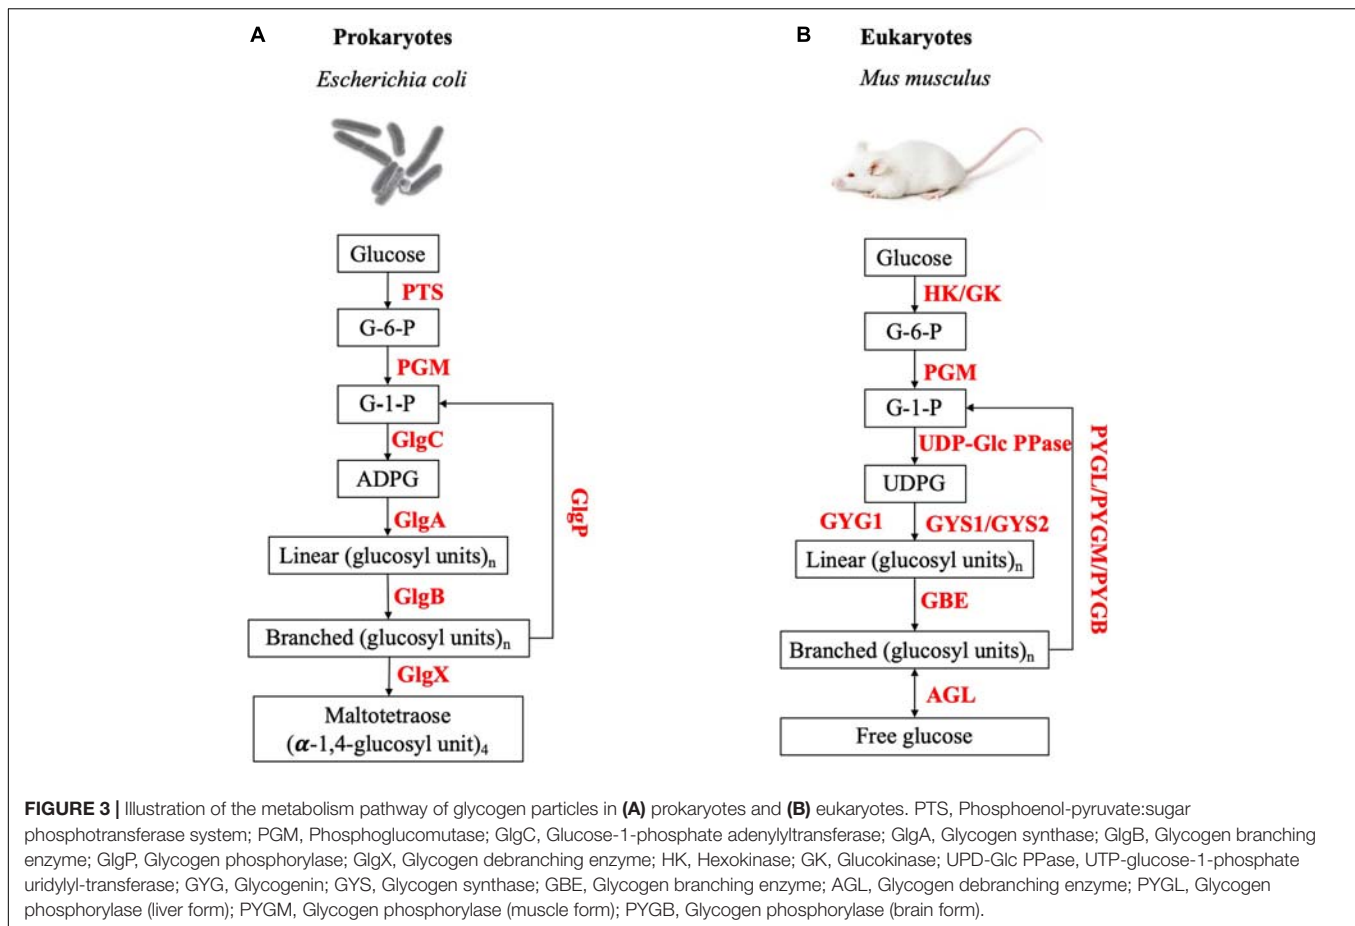 A
Prokaryotes
Escherichia coli
Glucose
PTS
G-6-P
PGM
G-1-P
GlgC
ADPG
GlgA
Linear (glucosyl units)n
GlgB
Branched (glucosyl units)n
GlgX
Maltotetraose
(α-1,4-glucosyl unit)4
GlgP
B
Eukaryotes
Mus musculus
Glucose
HK/GK
G-6-P
PGM
G-1-P
UDP-Glc PPase
UDPG
GYG1 GYS1/GYS2
Linear (glucosyl units)n
GBE
Branched (glucosyl units)n
AGL
Free glucose
PYGL/PYGM/PYGB
FIGURE 3 | Illustration of the metabolism pathway of glycogen particles in (A) prokaryotes and (B) eukaryotes. PTS, Phosphoenol-pyruvate:sugar
phosphotransferase system; PGM, Phosphoglucomutase; GlgC, Glucose-1-phosphate adenylyltransferase; GlgA, Glycogen synthase; GlgB, Glycogen branching
enzyme; GlgP, Glycogen phosphorylase; GlgX, Glycogen debranching enzyme; HK, Hexokinase; GK, Glucokinase; UPD-Glc PPase, UTP-glucose-1-phosphate
uridylyl-transferase; GYG, Glycogenin; GYS, Glycogen synthase; GBE, Glycogen branching enzyme; AGL, Glycogen debranching enzyme; PYGL, Glycogen
phosphorylase (liver form); PYGM, Glycogen phosphorylase (muscle form); PYGB, Glycogen phosphorylase (brain form).